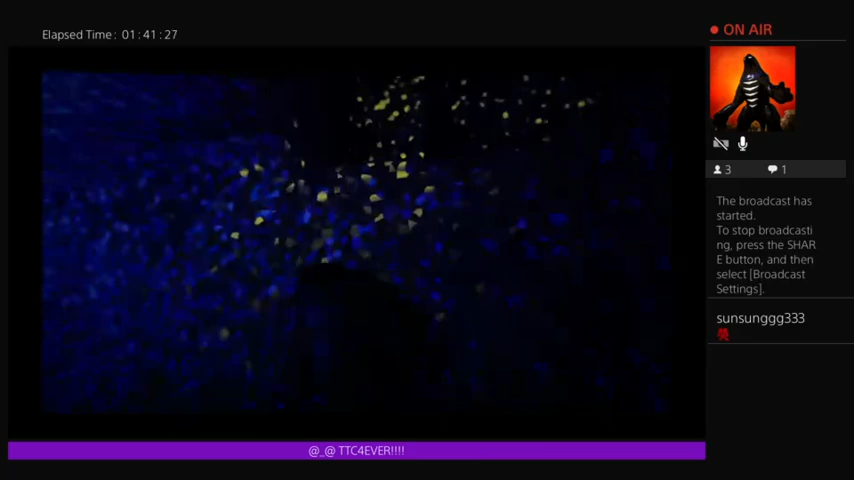 Elapsed Time: 01:41:27
ON AIR
3
1
The broadcast has
started.
To stop broadcasti
ng, press the SHAR
E button, and then
select [Broadcast
Settings].
sunsunggg333
@_@ TTC4EVER!!!!